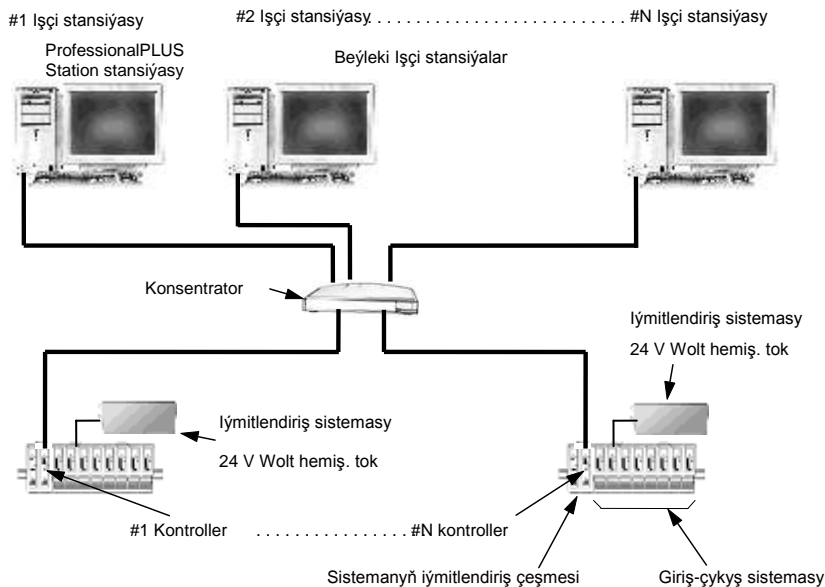 #1 Işçi stansiýasy
#2 Işçi stansiýasy. . . . . . . . . . . . . . . . . . . . . . . . . #N Işçi stansiýasy
ProfessionalPLUS
Station stansiýasy
Beýleki Işçi stansiýalar
Konsentrator
Iýmitlendiriş sistemasy
24 V Wolt hemiş. tok
Iýmitlendiriş sistemasy
24 V Wolt hemiş. tok
#1 Kontroller . . . . . . . . . . . . . . . #N kontroller
Sistemanyň iýmitlendiriş çeşmesi
Giriş-çykyş sistemasy